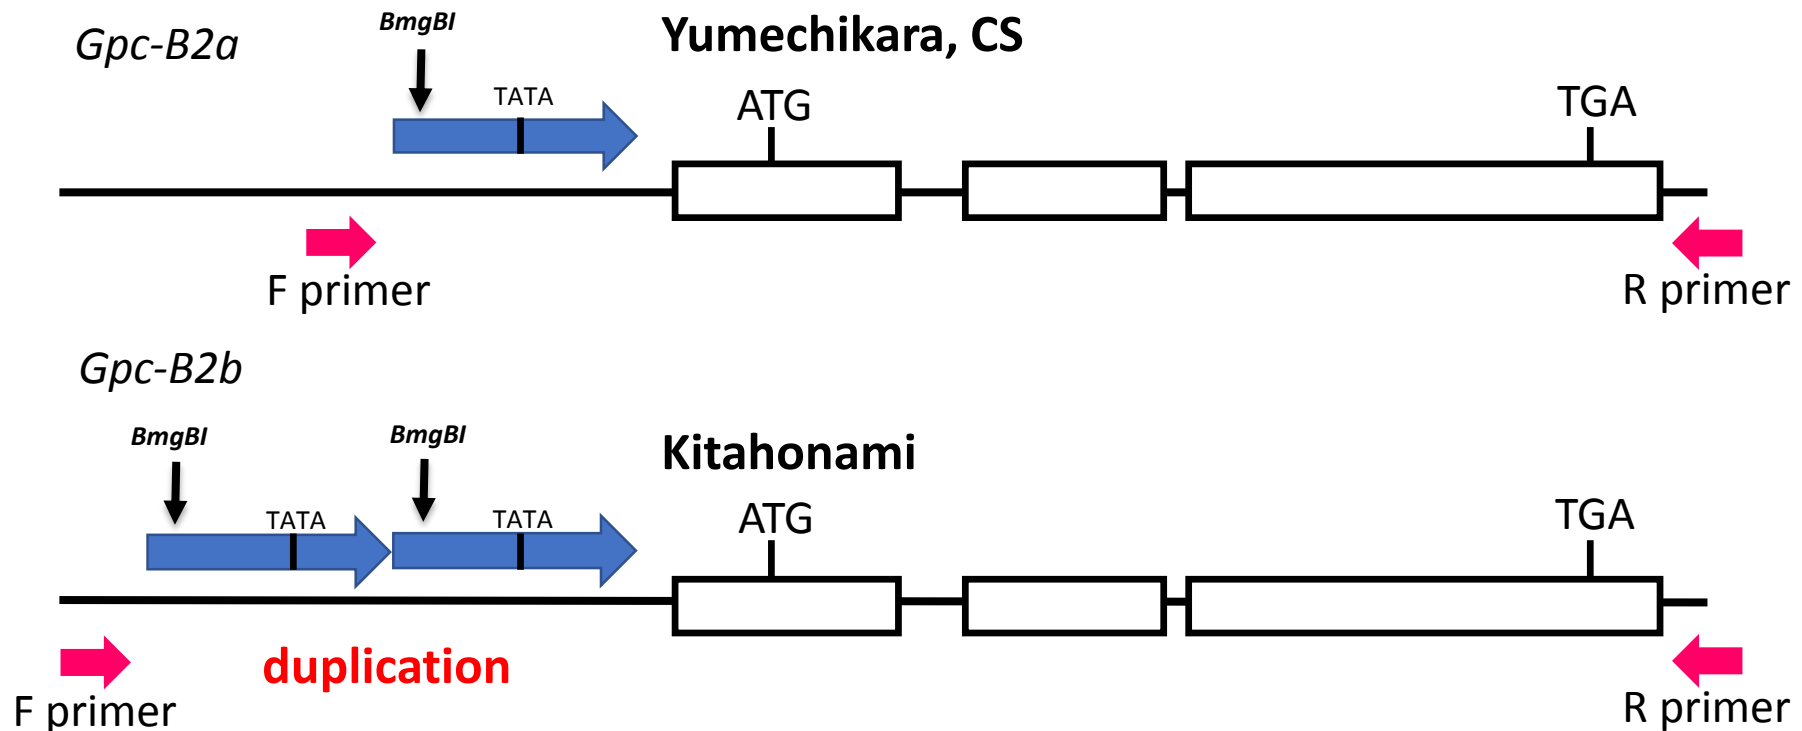 Gpc-B2a
BmgBI
Yumechikara, CS
TATA
ATG
TGA
F primer
R primer
Gpc-B2b
BmgBI
BmgBI
Kitahonami
TATA
TATA
ATG
TGA
duplication
F primer
R primer